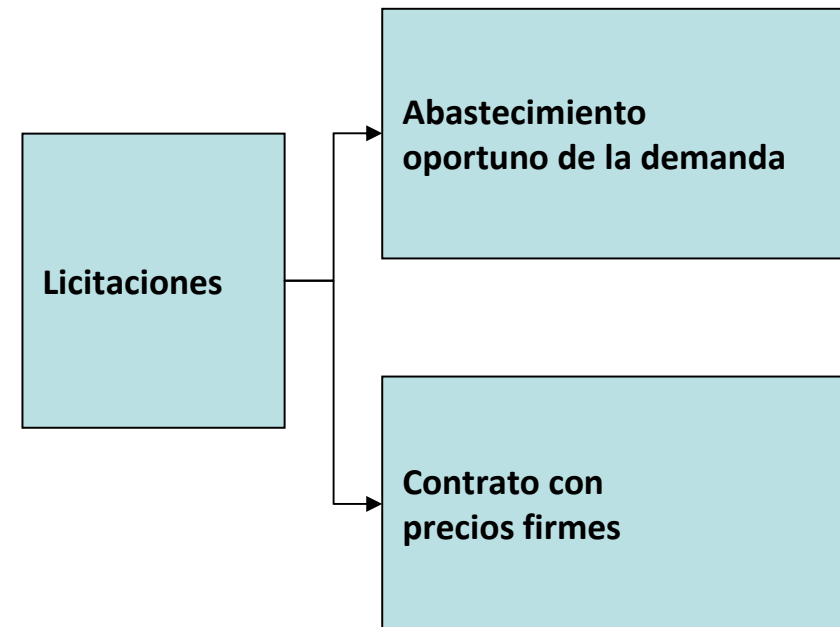 Abastecimiento
oportuno de la demanda
Licitaciones
Contrato con
precios firmes